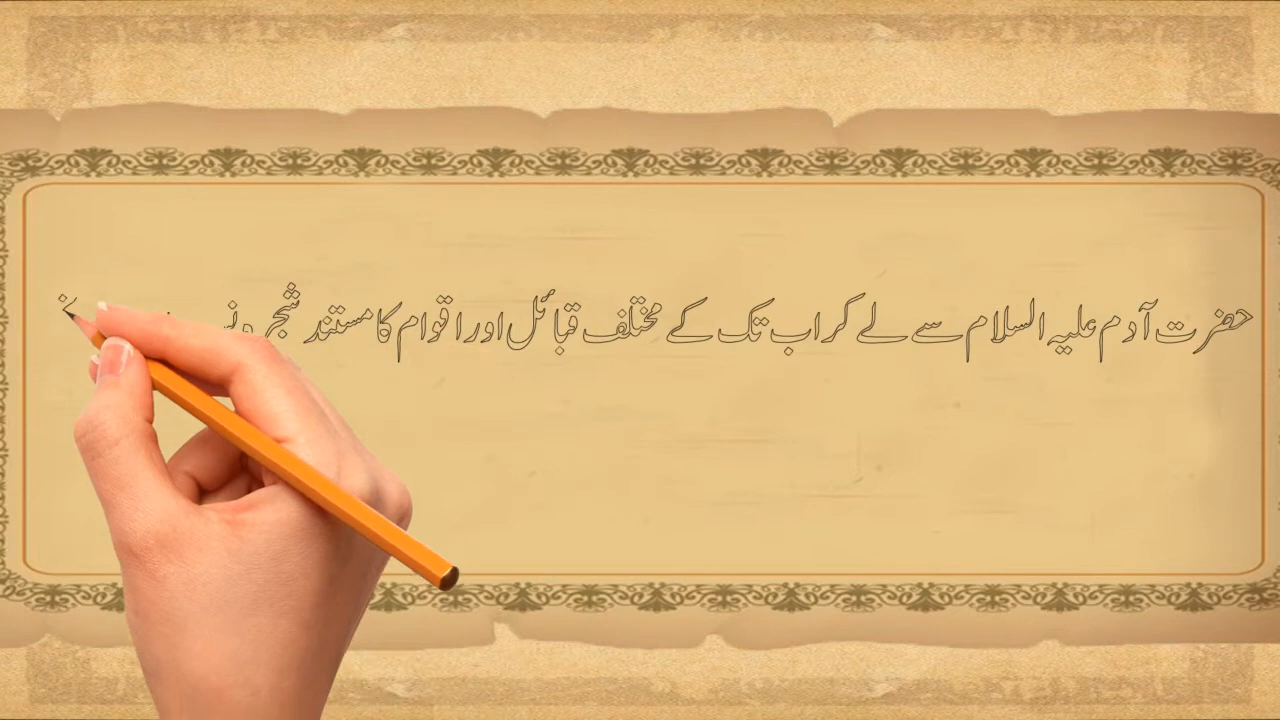 حضرت آدم علیہ السلام سے لے کر اب تک کے مختلف قبائل اور اقوام کا مستند شجرہ